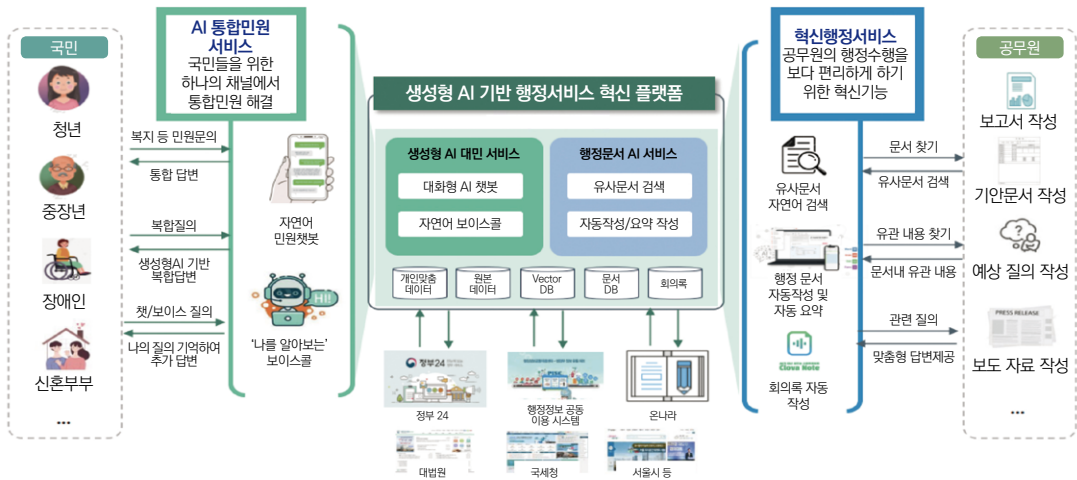 국민
청년
중장년
장애인
신혼부부
...
복지 등 민원문의
통합 답변
복합질의
생성형AI 기반
복합답변
챗/보이스 질의
나의 질의 기억하여
추가 답변
AI 통합민원
서비스
국민들을 위한
하나의 채널에서
통합민원 해결
자연어
민원챗봇
HI!
'나를 알아보는'
보이스콜
생성형 AI 기반 행정서비스 혁신 플랫폼
생성형 AI 대민 서비스
대화형 AI 챗봇
자연어 보이스콜
행정문서 AI 서비스
유사문서 검색
자동작성/요약 작성
개인맞춤
데이터
원본
데이터
Vector
DB
문서
DB
회의록
정부24
정부 24
행정정보 공동
이용 시스템
온나라
대법원
국세청
서울시 등
혁신행정서비스
공무원의 행정수행을
보다 편리하게 하기
위한 혁신기능
유사문서
자연어 검색
행정 문서
자동작성 및
자동 요약
Clova Note
회의록 자동
작성
문서 찾기
유사문서 검색
유관 내용 찾기
문서내 유관 내용
관련 질의
맞춤형 답변제공
공무원
보고서 작성
기안문서 작성
예상 질의 작성
PRESS RELEASE
보도 자료 작성
...